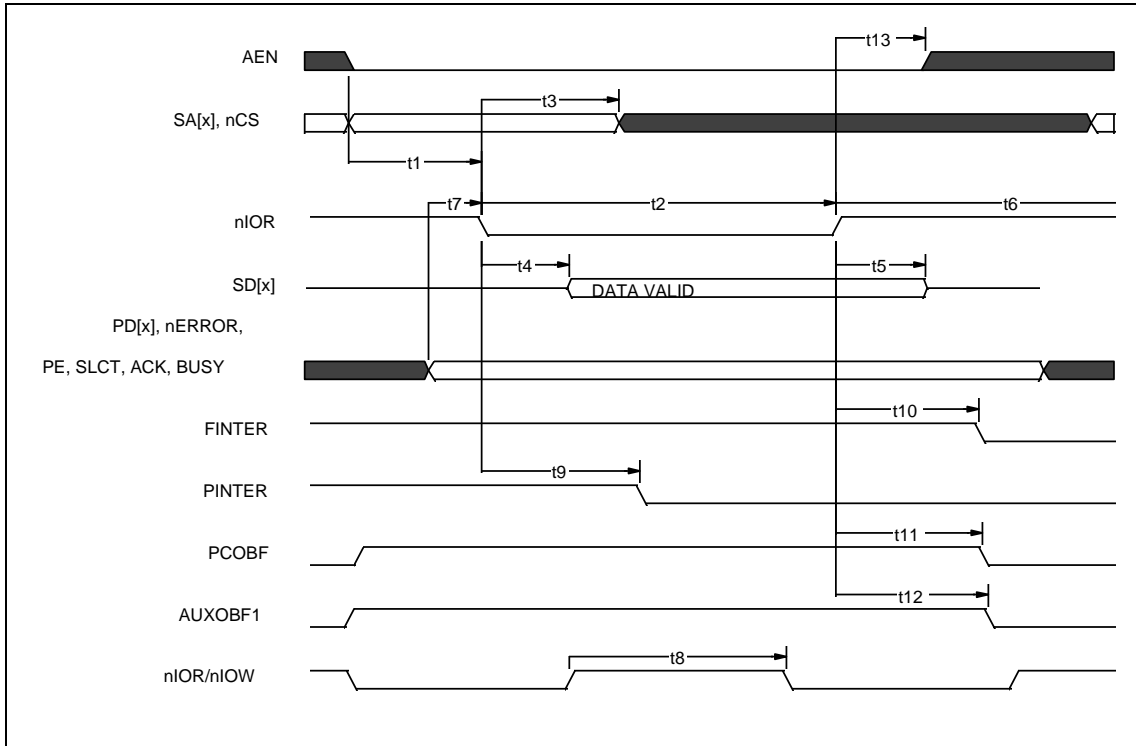 t13
AEN
t3
SA[x], nCS
t1
t7
t2
t6
nIOR
t4
t5
SD[x]
DATA VALID
PD[x], nERROR,
PE, SLCT, ACK, BUSY
t10
FINTER
t9
PINTER
t11
PCOBF
t12
AUXOBF1
t8
nIOR/nIOW